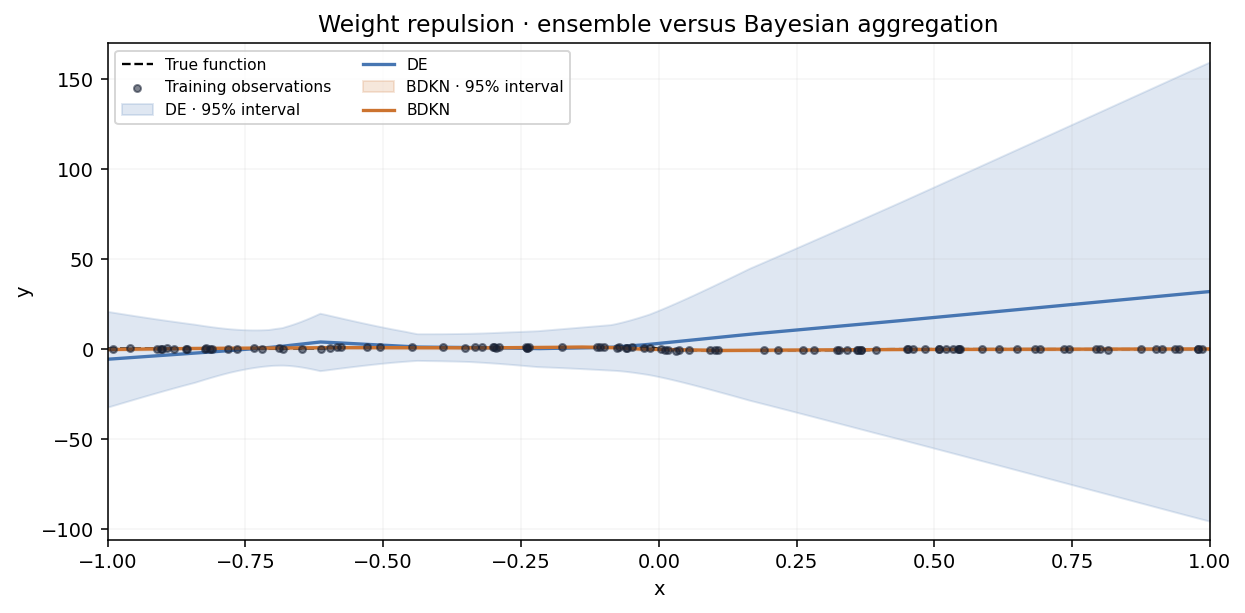 Weight repulsion · ensemble versus Bayesian aggregation
True function
Training observations
DE · 95% interval
DE
BDKN · 95% interval
BDKN
150
100
50
0
−50
−100
y
−1.00 −0.75 −0.50 −0.25 0.00 0.25 0.50 0.75 1.00
x